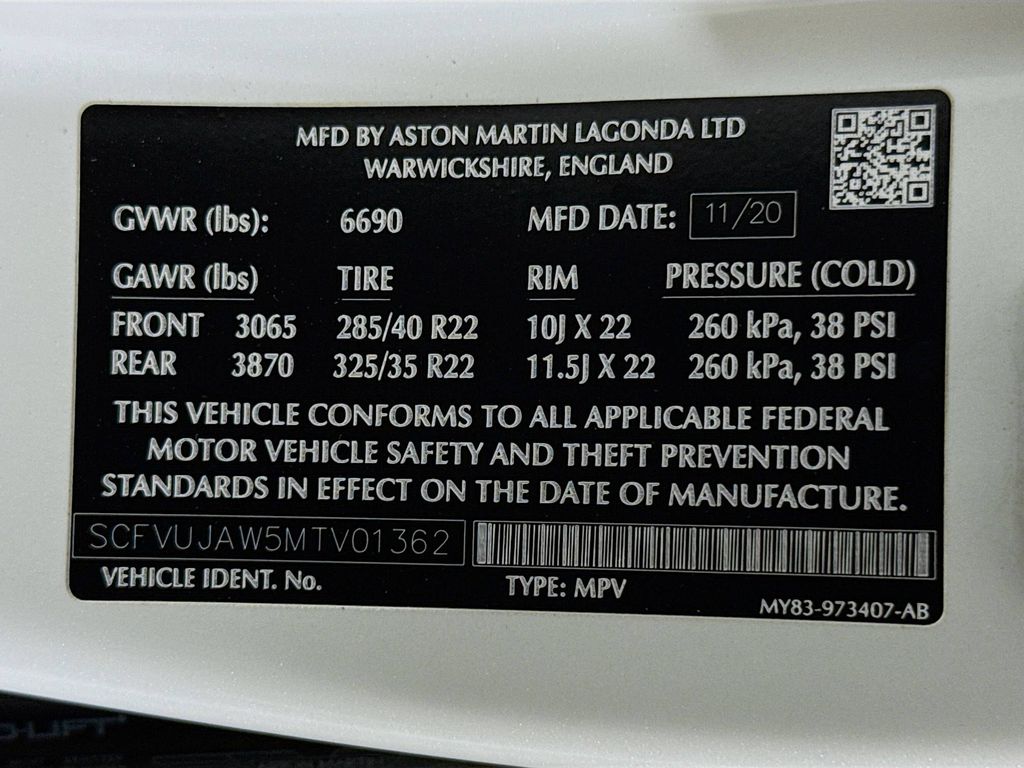 MFD BY ASTON MARTIN LAGONDA LTD
WARWICKSHIRE, ENGLAND
GVWR (lbs): 6690 MFD DATE: 11/20
GAWR (lbs) TIRE RIM PRESSURE (COLD)
FRONT 3065 285/40 R22 10J X 22 260 kPa, 38 PSI
REAR 3870 325/35 R22 11.5J X 22 260 kPa, 38 PSI
THIS VEHICLE CONFORMS TO ALL APPLICABLE FEDERAL
MOTOR VEHICLE SAFETY AND THEFT PREVENTION
STANDARDS IN EFFECT ON THE DATE OF MANUFACTURE.
SCFVUJAW5MTV01362
VEHICLE IDENT. No. TYPE: MPV
MY83-973407-AB